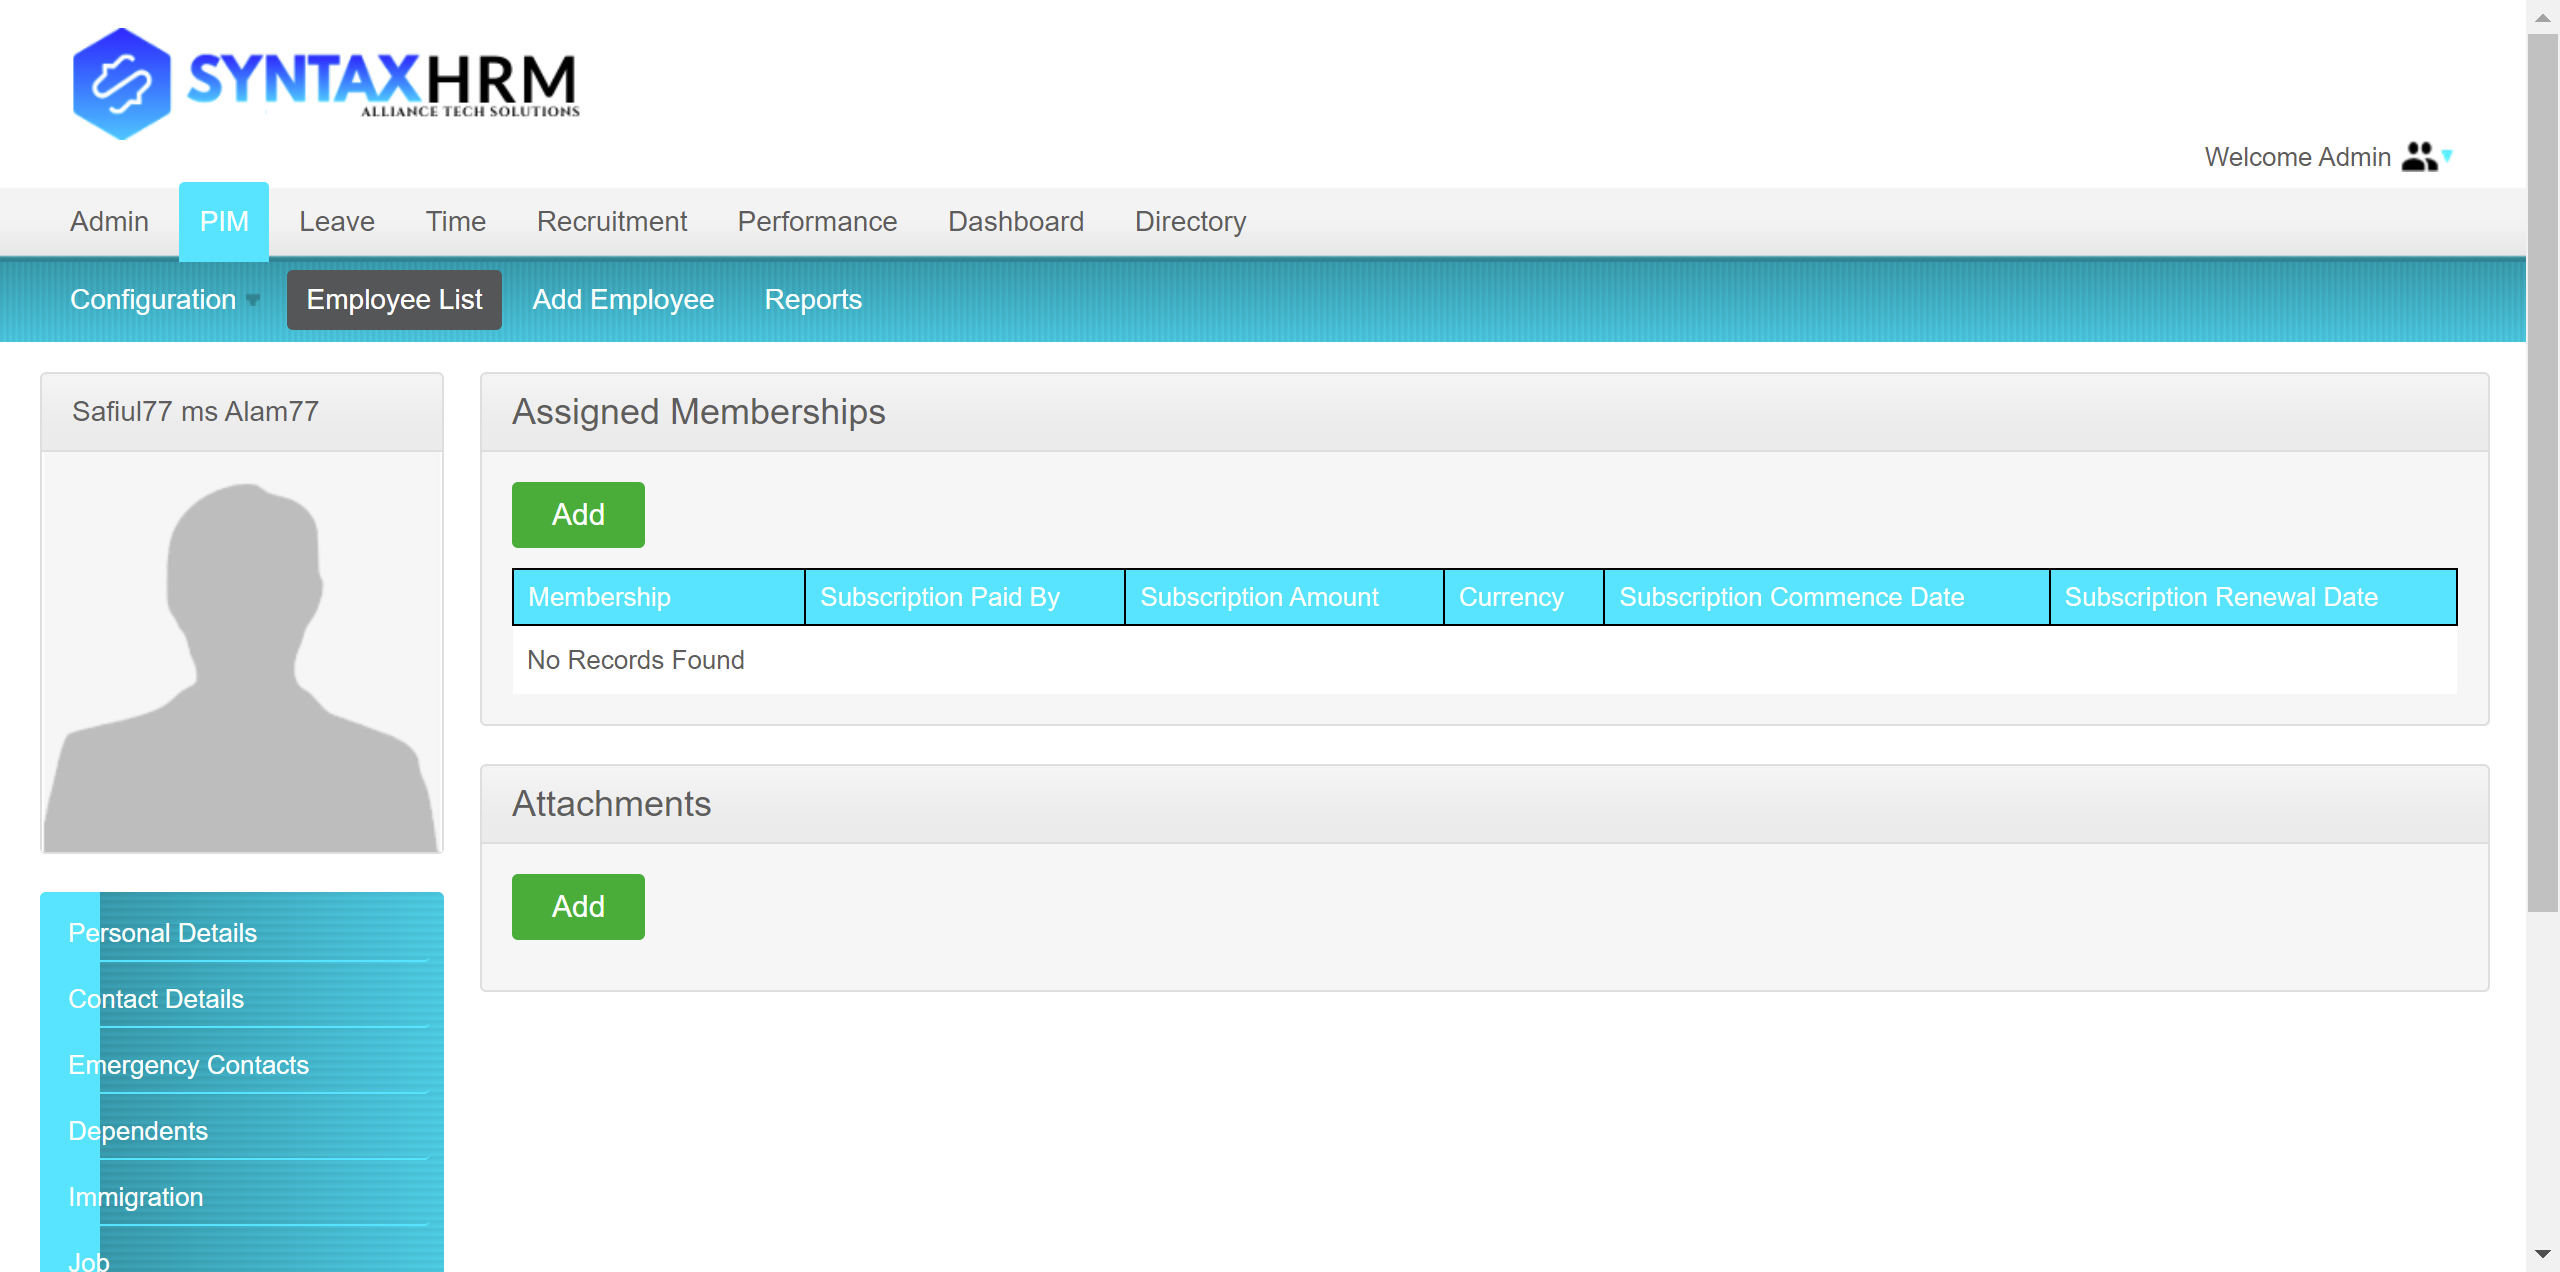 SYNTAXHRM
ALLIANCE TECH SOLUTIONS
Welcome Admin
Admin PIM Leave Time Recruitment Performance Dashboard Directory
Configuration Employee List Add Employee Reports
Safiul77 ms Alam77
Assigned Memberships
Add
Membership Subscription Paid By Subscription Amount Currency Subscription Commence Date Subscription Renewal Date
No Records Found
Attachments
Add
Personal Details
Contact Details
Emergency Contacts
Dependents
Immigration
Job